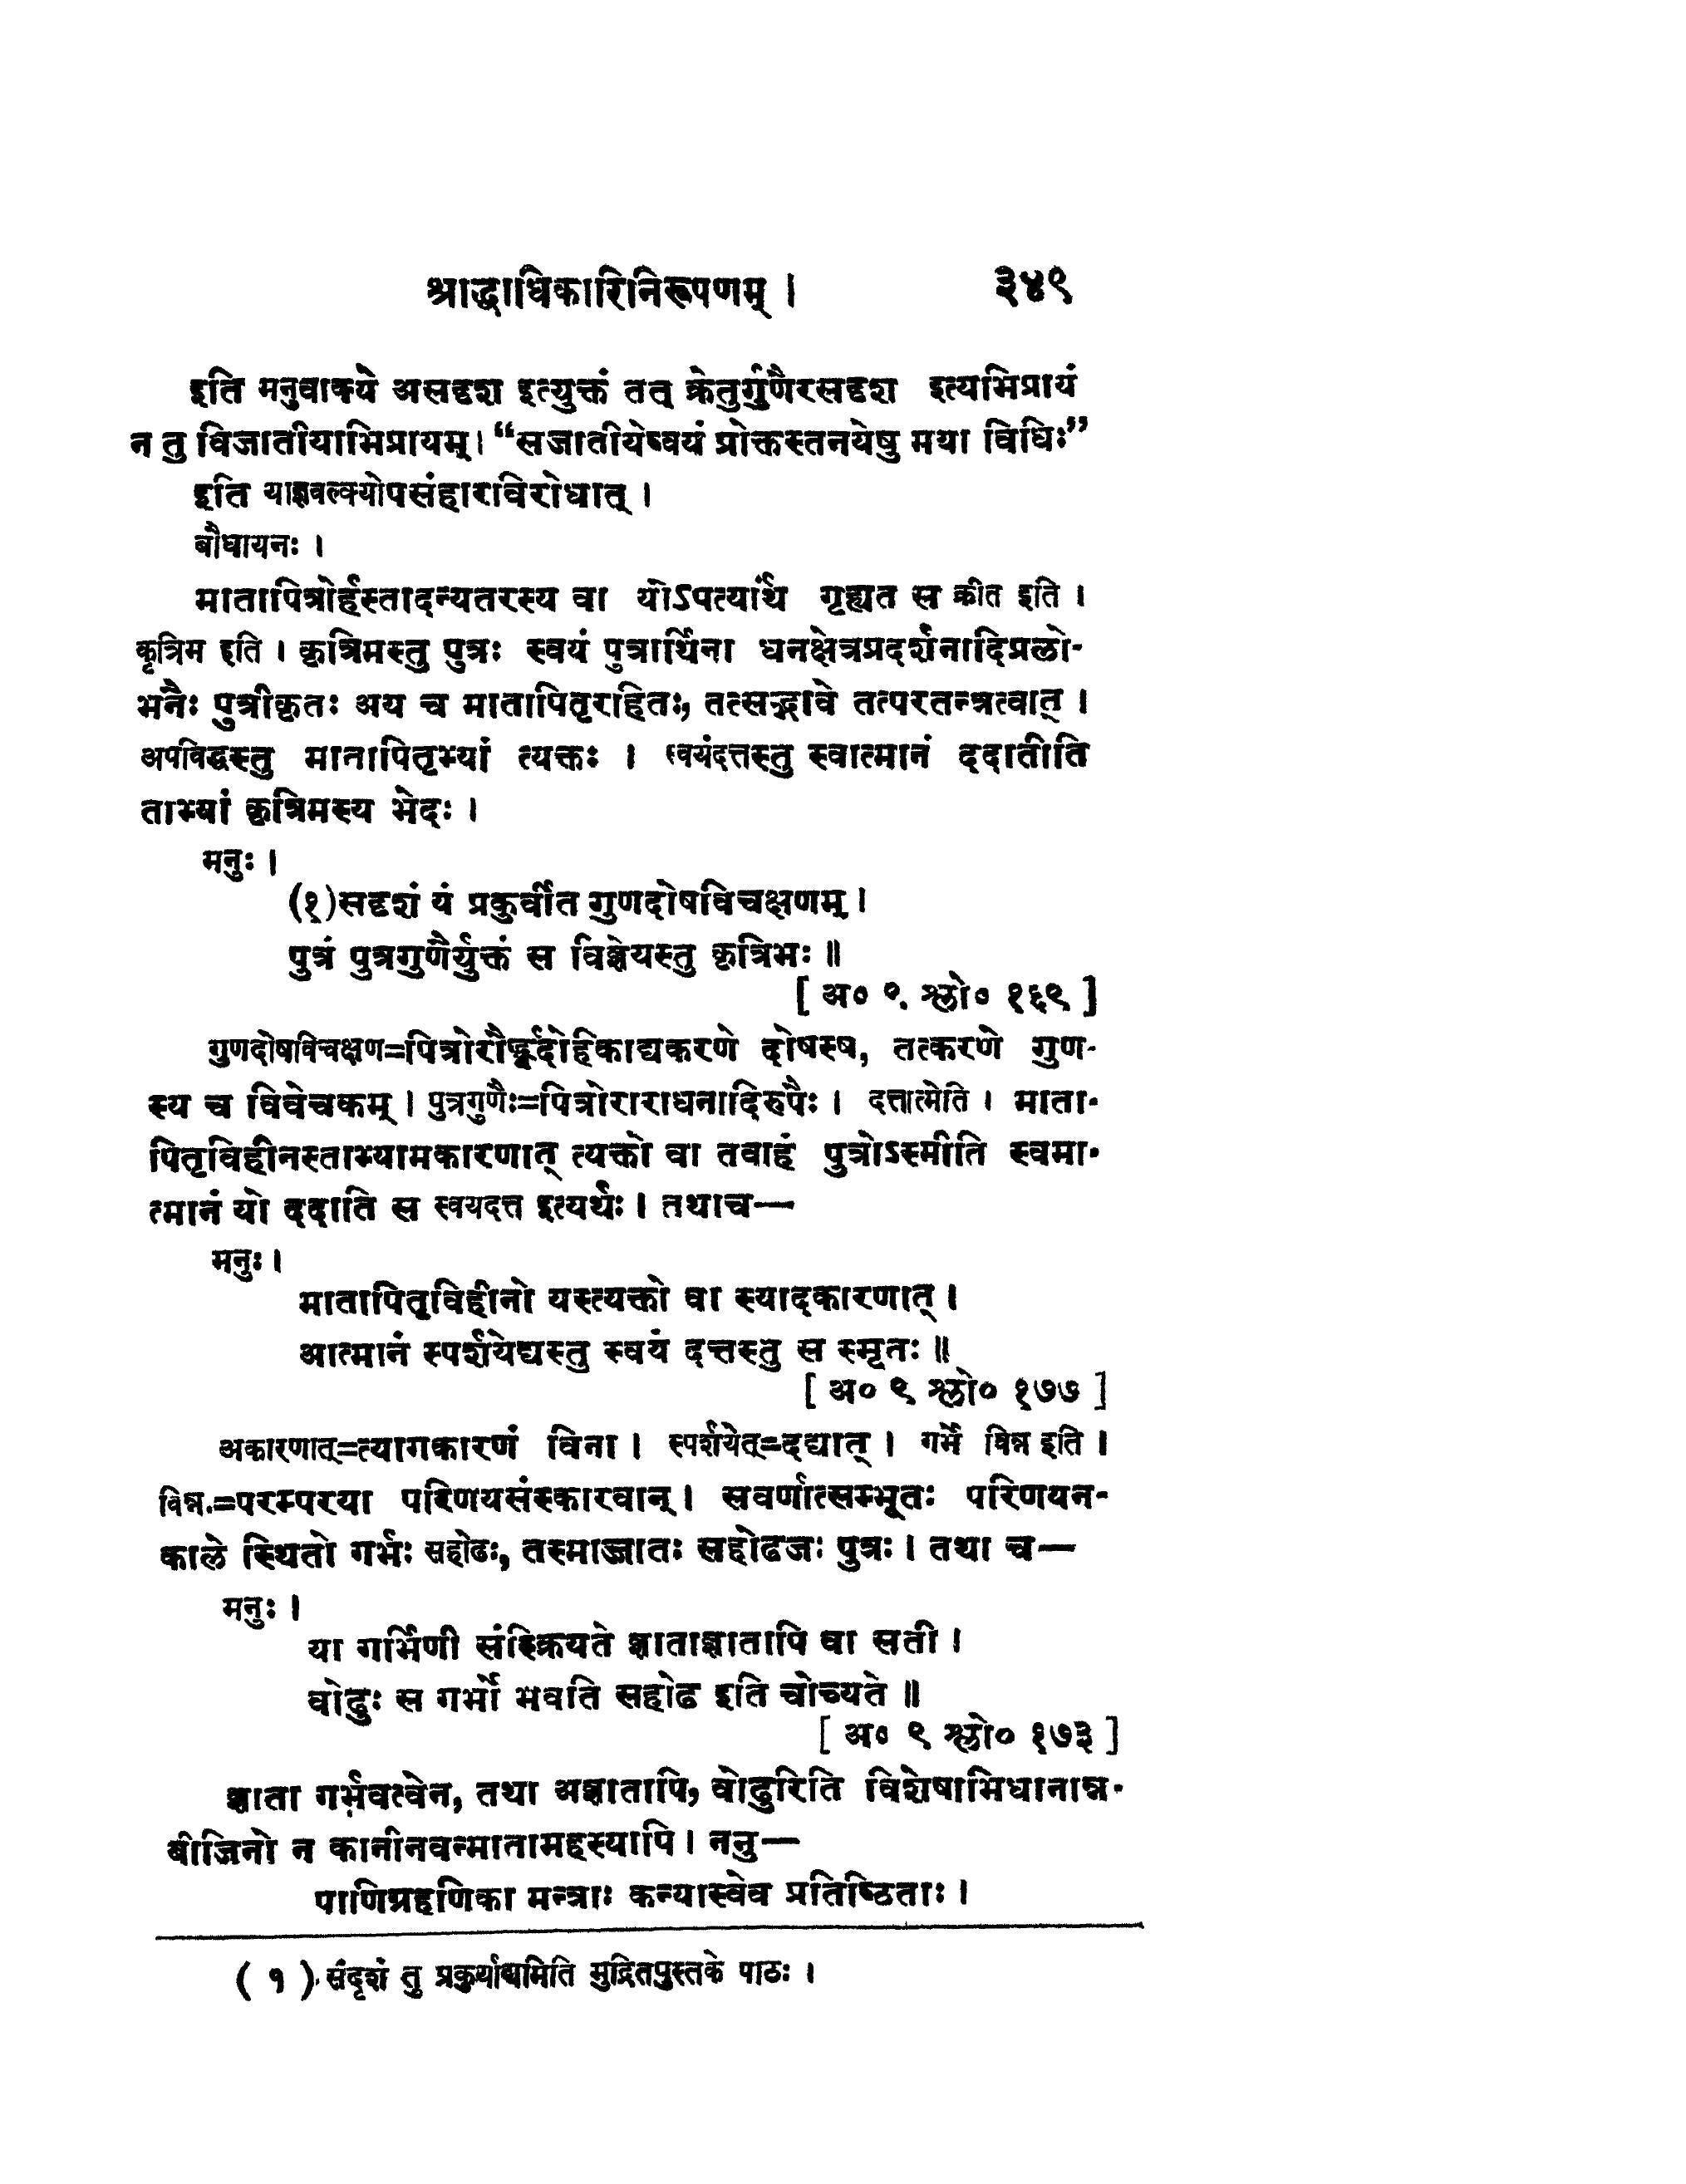 श्राद्धाधिकारिनिरूपणम् । ३४९
इति मनुवाक्ये असदृश इत्युक्तं तत् क्रेतुर्गुणैरसदृश इत्यभिप्रायं
न तु विजातीयाभिप्रायम् । “सजातीयेष्वयं प्रोक्तस्तनयेषु मया विधिः”
इति याज्ञवल्क्योपसंहारविरोधात् ।
बौधायनः ।
मातापित्रोर्हस्तादन्यतरस्य वा योऽपत्यार्थे गृह्यत स क्रीत इति ।
कृत्रिम इति । कृत्रिमस्तु पुत्रः स्वयं पुत्रार्थिना धनक्षेत्रप्रदर्शनादिप्रलो-
भनैः पुत्रीकृतः अय च मातापितृरहितः, तत्सद्भावे तत्परतन्त्रत्वात् ।
अपविद्धस्तु मातापितृभ्यां त्यक्तः । स्वयंदत्तस्तु स्वात्मानं ददातीति
ताभ्यां कृत्रिमस्य भेदः ।
मनुः ।
(१)सदृशं यं प्रकुर्वीत गुणदोषविचक्षणम् ।
पुत्रं पुत्रगुणैर्युक्तं स विज्ञेयस्तु कृत्रिमः ॥
[ अ० ९ श्लो० १६९ ]
गुणदोषविचक्षण=पित्रोरौर्द्ध्वदेहिकाद्यकरणे दोषस्य, तत्करणे गुण-
स्य च विवेचकम् । पुत्रगुणैः=पित्रोराराधनादिरुपैः । दत्तात्मेति । माता-
पितृविहीनस्ताभ्यामकारणात् त्यक्तो वा तवाहं पुत्रोऽस्मीति स्वमा-
त्मानं यो ददाति स स्वयदत्त इत्यर्थः । तथाच—
मनुः ।
मातापितृविहीनो यस्त्यक्तो वा स्यादकारणात् ।
आत्मानं स्पर्शयेद्यस्तु स्वयं दत्तस्तु स स्मृतः ॥
[ अ० ९ श्लो० १७७ ]
अकारणात्=त्यागकारणं विना । स्पर्शयेत्=दद्यात् । गर्भे विन्न इति ।
विन्न.=परम्परया परिणयसंस्कारवान् । सवर्णात्सम्भूतः परिणयन-
काले स्थितो गर्भः सहोढः, तस्माज्जातः सहोढजः पुत्रः । तथा च—
मनुः ।
या गर्भिणी संस्क्रियते ज्ञाताज्ञातापि वा सती ।
वोढुः स गर्भो भवति सहोढ इति चोच्यते ॥
[ अ० ९ श्लो० १७३ ]
ज्ञाता गर्भवत्वेन, तथा अज्ञातापि, वोढुरिति विशेषाभिधानान्न-
बीजिनो न कानीनवन्मातामहस्यापि । ननु—
पाणिग्रहणिका मन्त्राः कन्यास्वेव प्रतिष्ठिताः ।
( १ ) संदृशं तु प्रकुर्याद्यमिति मुद्रितपुस्तके पाठः ।